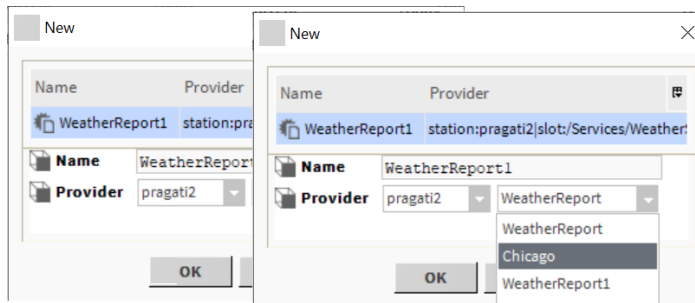 New
Name Provider
WeatherReport1 station:pra
Name WeatherReport
Provider pragati2
OK
New
Name Provider
WeatherReport1 station:pragati2|slot:/Services/WeatherS
Name WeatherReport1
Provider pragati2 WeatherReport
WeatherReport
Chicago
WeatherReport1
OK